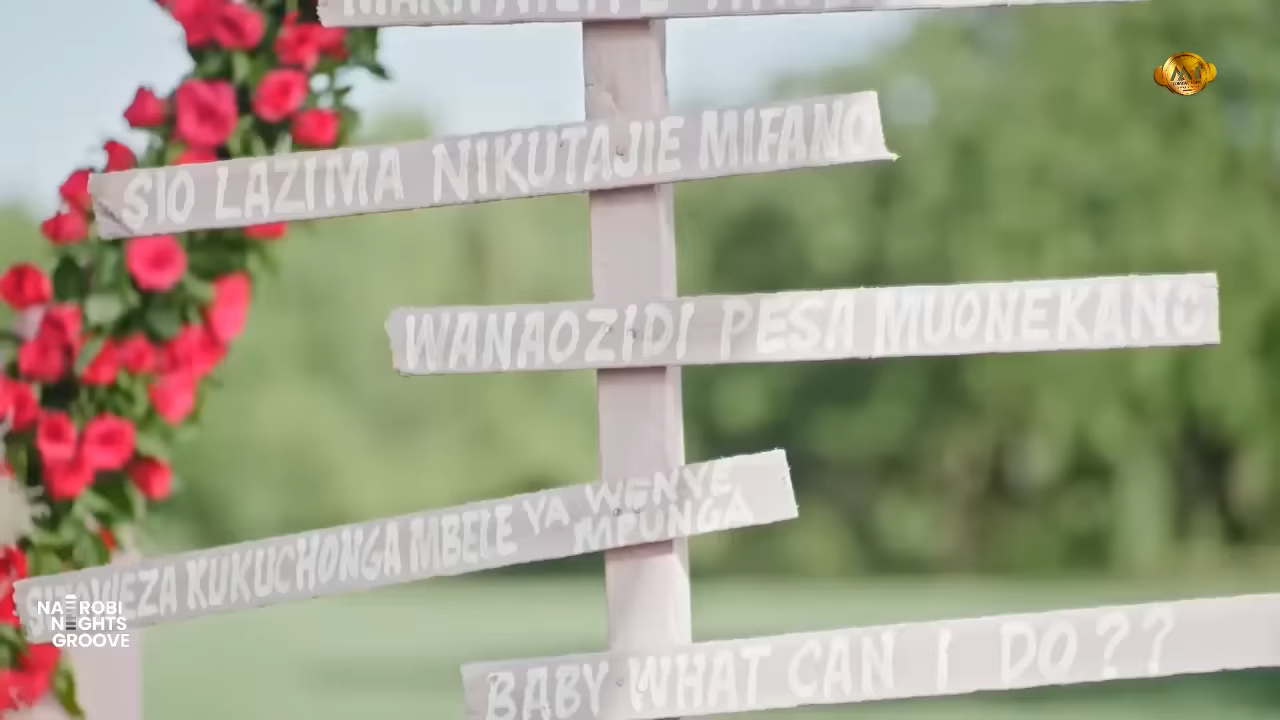 SIO LAZIMA NIKUTAJIE MIFANO
WANAOZIDI PESA MUONEKANO
KUKUCHONGA MBELE YA WENYE
MPUNGA
BABY WHAT CAN I DO??
NAIROBI
NIGHTS
GROOVE